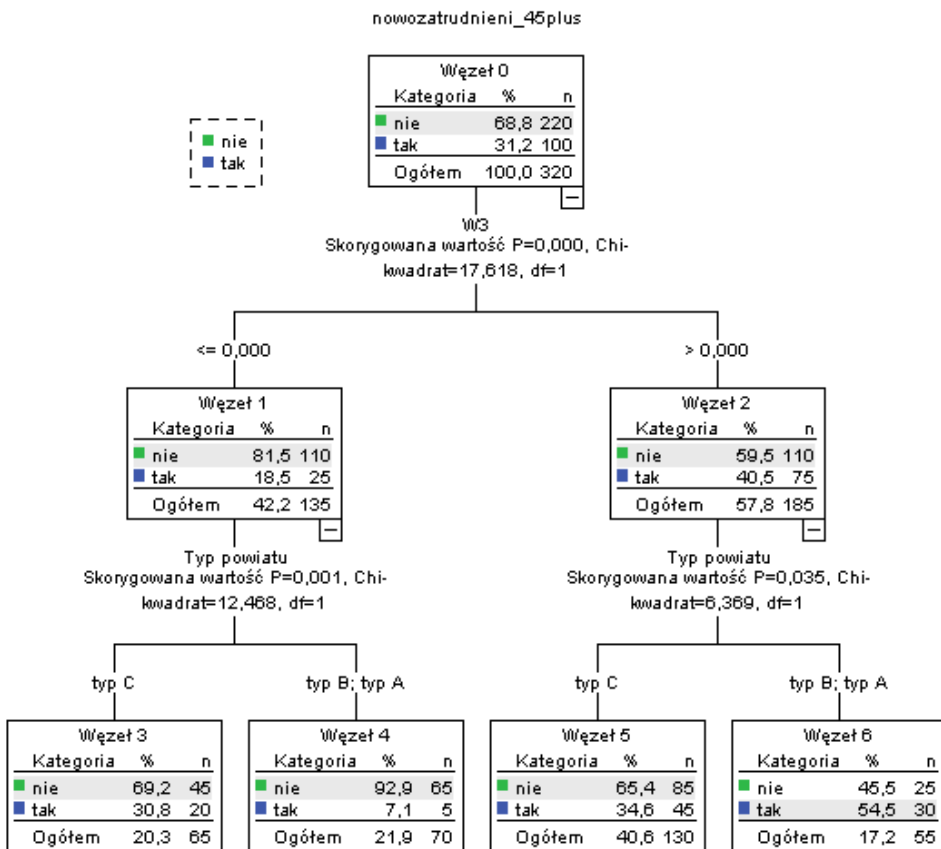 nowozatrudnieni_45plus
nie
tak
Węzeł 0
Kategoria % n
nie 68,8 220
tak 31,2 100
Ogółem 100,0 320
W3
Skorygowana wartość P=0,000, Chi-
kwadrat=17,618, df=1
<= 0,000
> 0,000
Węzeł 1
Kategoria % n
nie 81,5 110
tak 18,5 25
Ogółem 42,2 135
Węzeł 2
Kategoria % n
nie 59,5 110
tak 40,5 75
Ogółem 57,8 185
Typ powiatu
Skorygowana wartość P=0,001, Chi-
kwadrat=12,468, df=1
Typ powiatu
Skorygowana wartość P=0,035, Chi-
kwadrat=6,369, df=1
typ C
typ B; typ A
typ C
typ B; typ A
Węzeł 3
Kategoria % n
nie 69,2 45
tak 30,8 20
Ogółem 20,3 65
Węzeł 4
Kategoria % n
nie 92,9 65
tak 7,1 5
Ogółem 21,9 70
Węzeł 5
Kategoria % n
nie 65,4 85
tak 34,6 45
Ogółem 40,6 130
Węzeł 6
Kategoria % n
nie 45,5 25
tak 54,5 30
Ogółem 17,2 55